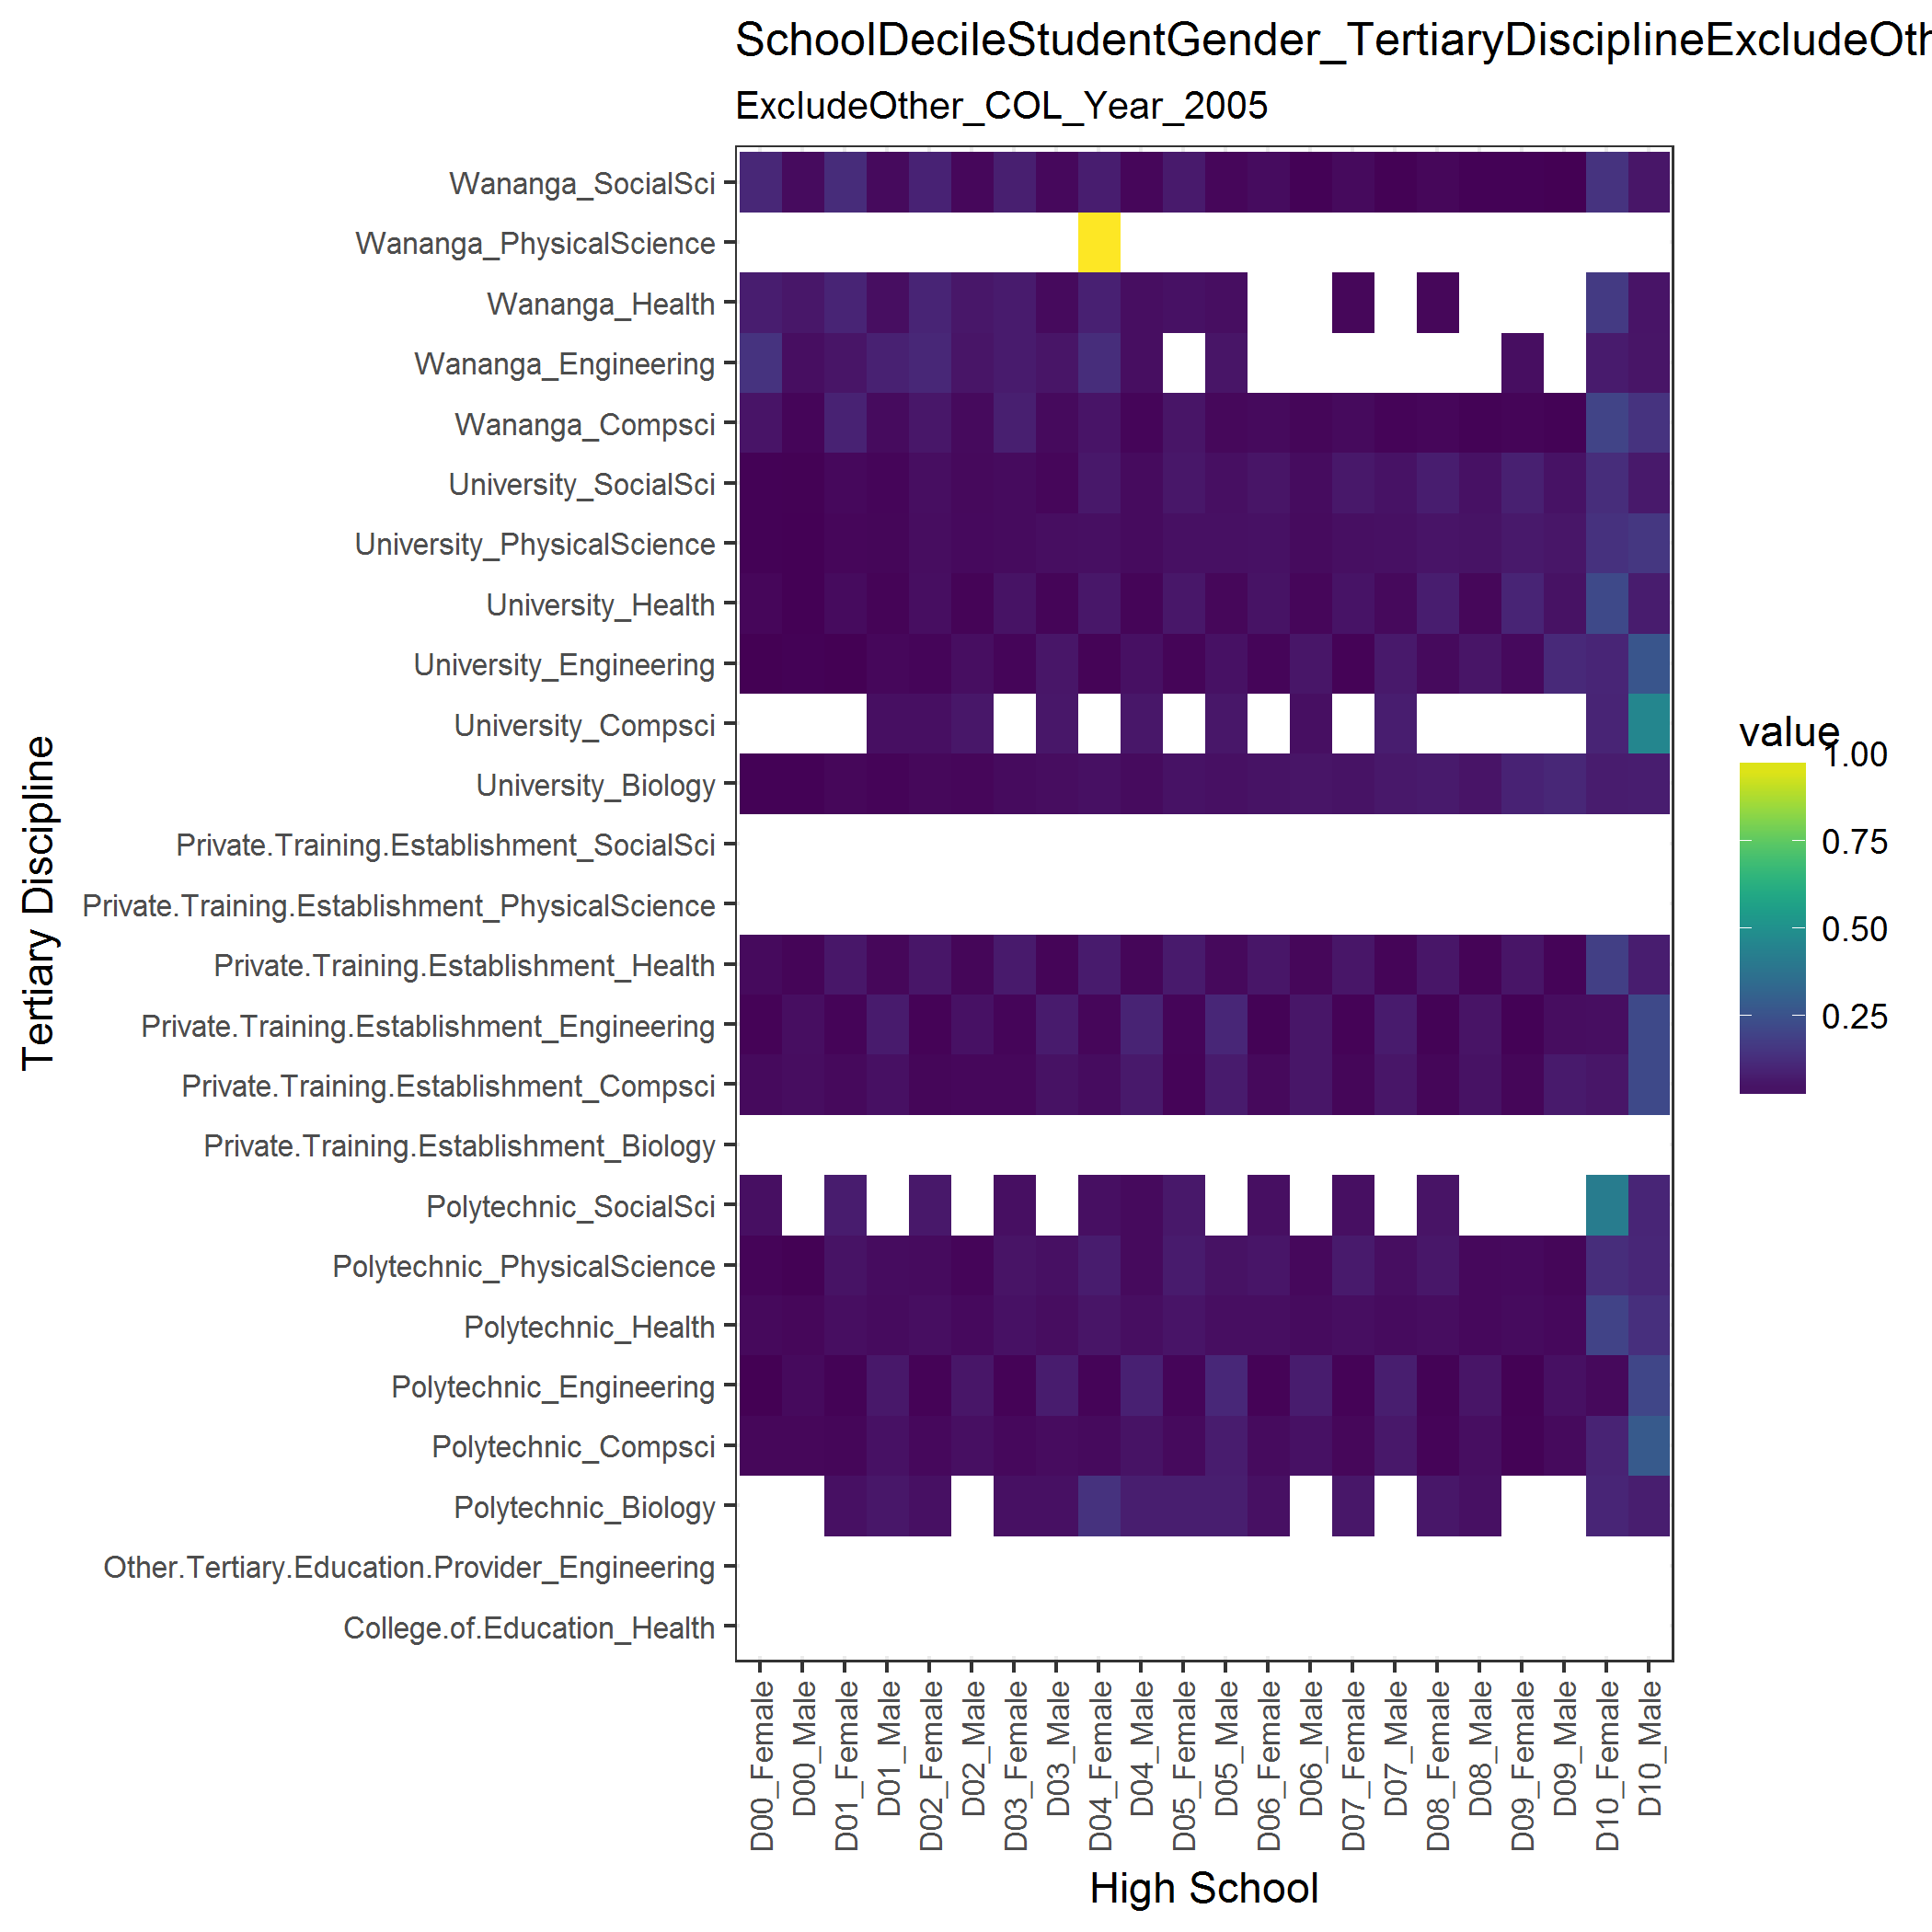 SchoolDecileStudentGender_TertiaryDisciplineExcludeOth
ExcludeOther_COL_Year_2005
Tertiary Discipline
Wananga_SocialSci
Wananga_PhysicalScience
Wananga_Health
Wananga_Engineering
Wananga_Compsci
University_SocialSci
University_PhysicalScience
University_Health
University_Engineering
University_Compsci
University_Biology
Private.Training.Establishment_SocialSci
Private.Training.Establishment_PhysicalScience
Private.Training.Establishment_Health
Private.Training.Establishment_Engineering
Private.Training.Establishment_Compsci
Private.Training.Establishment_Biology
Polytechnic_SocialSci
Polytechnic_PhysicalScience
Polytechnic_Health
Polytechnic_Engineering
Polytechnic_Compsci
Polytechnic_Biology
Other.Tertiary.Education.Provider_Engineering
College.of.Education_Health
D00_Female
D00_Male
D01_Female
D01_Male
D02_Female
D02_Male
D03_Female
D03_Male
D04_Female
D04_Male
D05_Female
D05_Male
D06_Female
D06_Male
D07_Female
D07_Male
D08_Female
D08_Male
D09_Female
D09_Male
D10_Female
D10_Male
High School
value
1.00
0.75
0.50
0.25